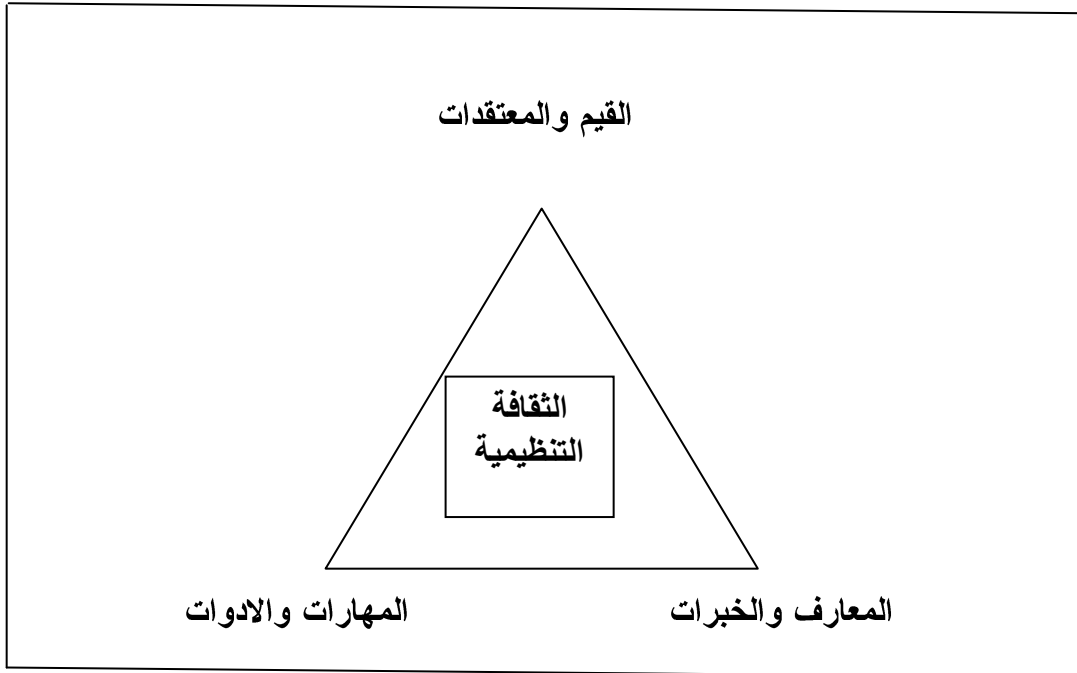 القيم والمعتقدات
الثقافة
التنظيمية
المعارف والخبرات
المهارات والادوات